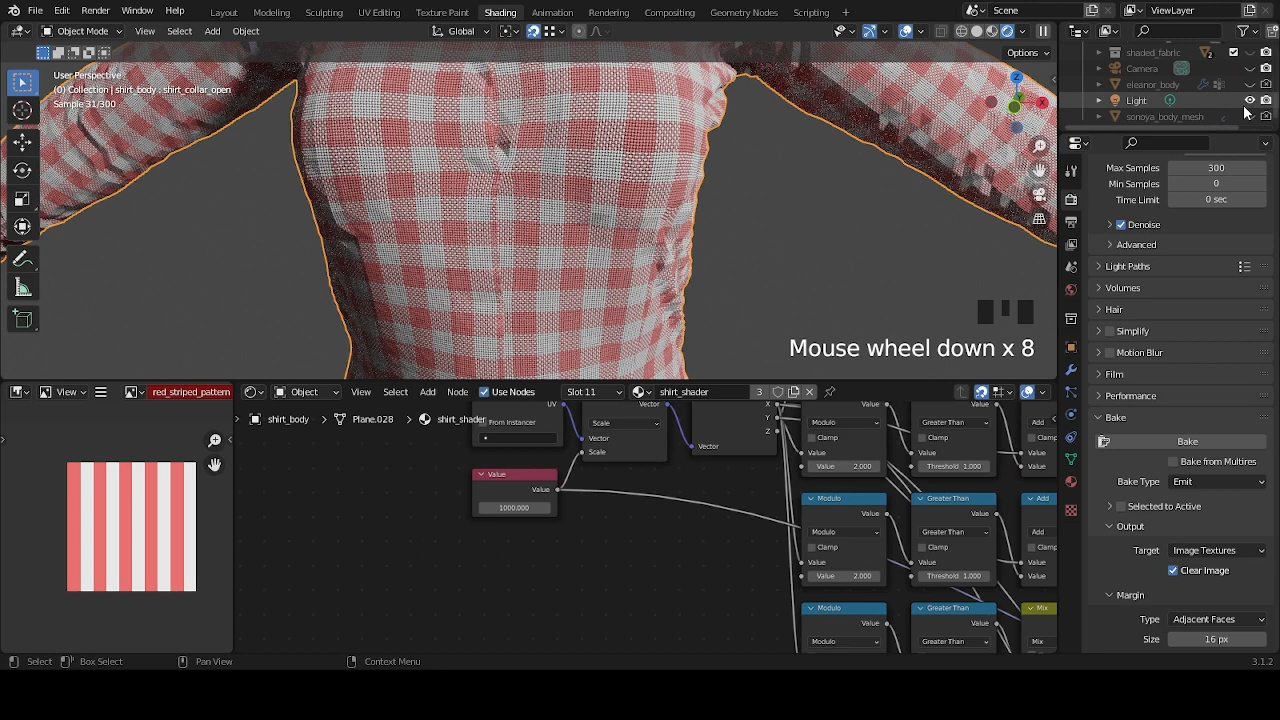 File Edit Render Window Help Layout Modeling Sculpting UV Editing Texture Paint Shading Animation Rendering Compositing Geometry Nodes Scripting + Scene ViewLayer
Object Mode View Select Add Object Global
Options
User Perspective
(0) Collection | shirt_body : shirt_collar_open
Sample 31/300
Z
X
Mouse wheel down x 8
shaded_fabric 2
Camera
eleanor_body
Light
sonoya_body_mesh
Max Samples 300
Min Samples 0
Time Limit 0 sec
Denoise
Advanced
Light Paths
Volumes
Hair
Simplify
Motion Blur
Film
Performance
Bake
Bake
Bake from Multires
Bake Type Emit
Selected to Active
Output
Target Image Textures
Clear Image
Margin
Type Adjacent Faces
Size 16 px
View red_striped_pattern
Object View Select Add Node Use Nodes Slot 11 shirt_shader 3
shirt_body Plane.028 shirt_shader
UV
From Instancer
Vector
Scale
Vector
Scale
Vector
X
Y
Z
Value
Value
1000.000
Value
Modulo
Clamp
Value
Value 2.000
Value
Greater Than
Clamp
Value
Threshold 1.000
Add
Clamp
Value
Value
Modulo
Value
Modulo
Clamp
Value
Value 2.000
Greater Than
Value
Greater Than
Clamp
Value
Threshold 1.000
Add
Add
Clamp
Value
Value
Modulo
Value
Modulo
Greater Than
Value
Greater Than
Mix
Mix
Select Box Select Pan View Context Menu 3.1.2